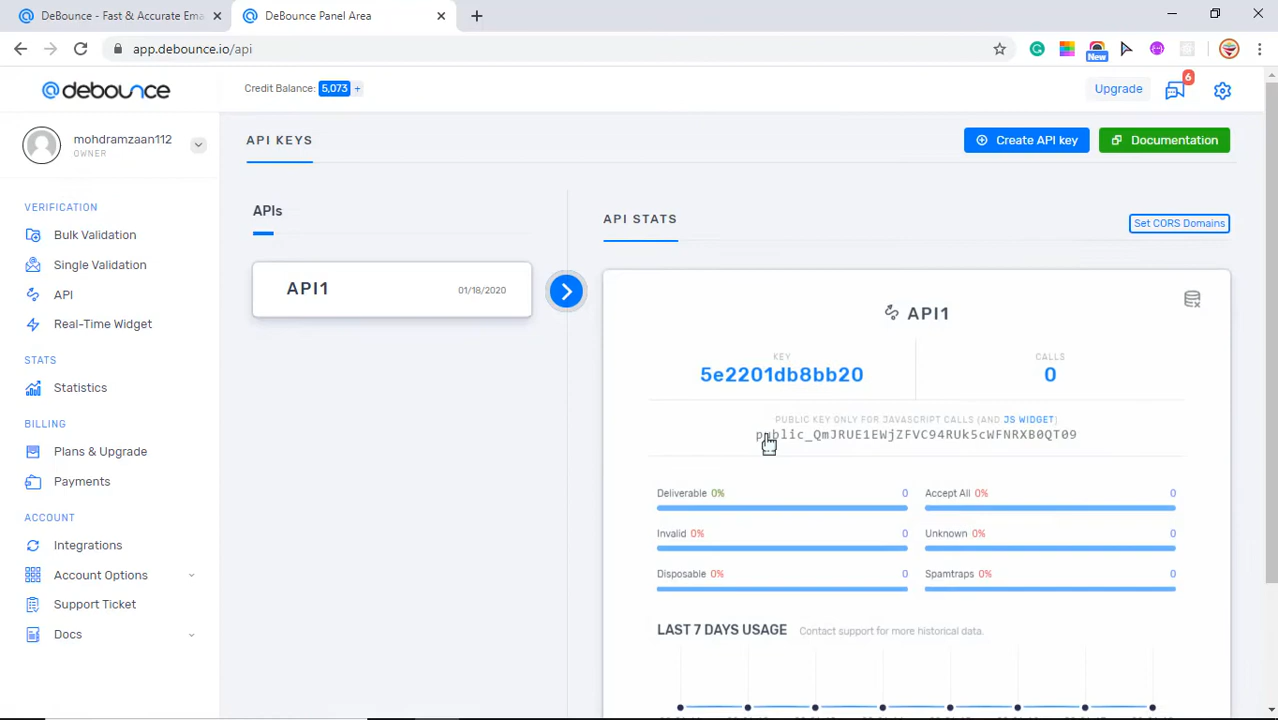 DeBounce - Fast & Accurate Ema
DeBounce Panel Area
app.debounce.io/api
New
debounce
Credit Balance: 5,073 +
Upgrade
6
mohdramzaan112
OWNER
API KEYS
Create API key
Documentation
VERIFICATION
Bulk Validation
Single Validation
API
Real-Time Widget
STATS
Statistics
BILLING
Plans & Upgrade
Payments
ACCOUNT
Integrations
Account Options
Support Ticket
Docs
APIs
API1 01/18/2020
API STATS
Set CORS Domains
API1
KEY
5e2201db8bb20
CALLS
0
PUBLIC KEY ONLY FOR JAVASCRIPT CALLS (AND JS WIDGET)
public_QmJRUE1EWjZFVC94RUk5cWFNRXB0QT09
Deliverable 0% 0
Accept All 0% 0
Invalid 0% 0
Unknown 0% 0
Disposable 0% 0
Spamtraps 0% 0
LAST 7 DAYS USAGE Contact support for more historical data.